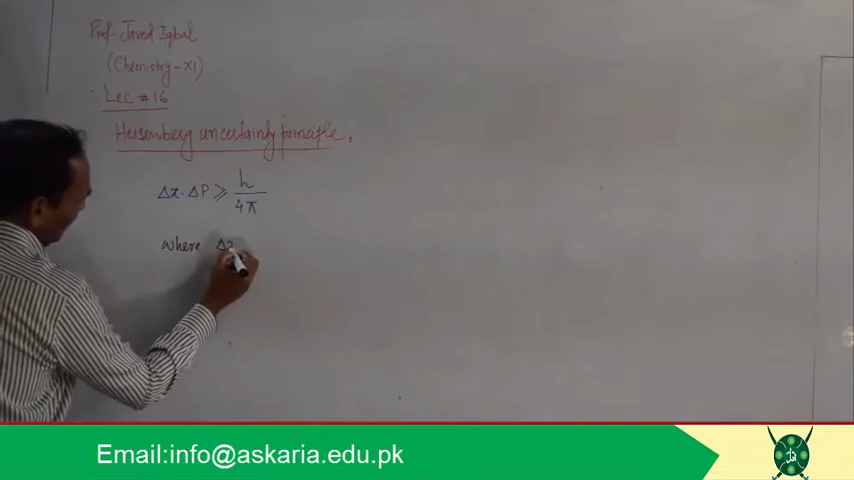 Prof. Javed Iqbal
(Chemistry-XI)
Lec #16
Heisenberg uncertainty principle.
Δx. ΔP ⩾ h/4π
where Δx
Email:info@askaria.edu.pk